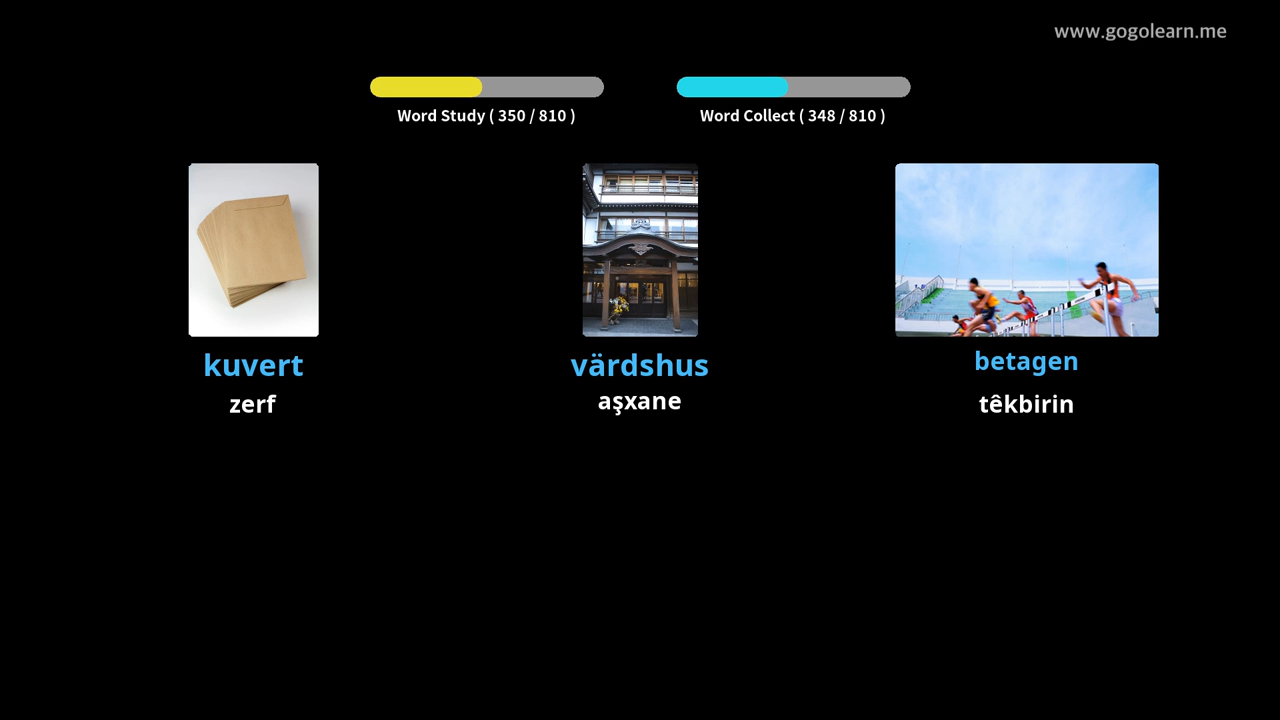 www.gogolearn.me
Word Study ( 350 / 810 )
Word Collect ( 348 / 810 )
kuvert
zerf
värdshus
aşxane
betagen
têkbirin